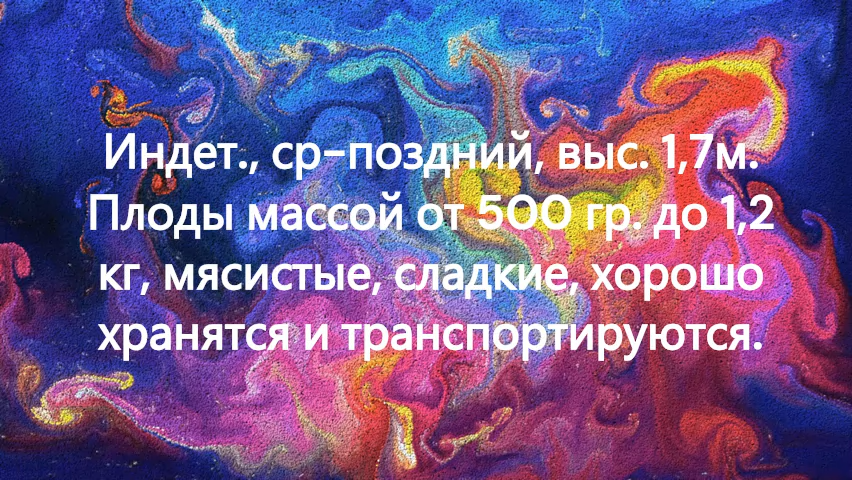 Индет., ср-поздний, выс. 1,7м.
Плоды массой от 500 гр. до 1,2
кг, мясистые, сладкие, хорошо
хранятся и транспортируются.